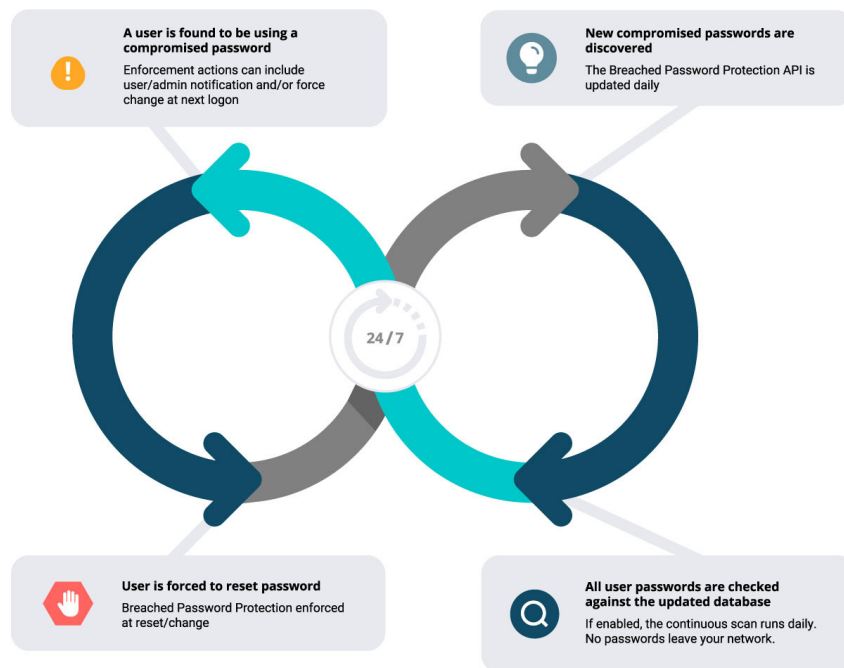 A user is found to be using a
compromised password
Enforcement actions can include
user/admin notification and/or force
change at next logon
New compromised passwords are
discovered
The Breached Password Protection API is
updated daily
24/7
User is forced to reset password
Breached Password Protection enforced
at reset/change
All user passwords are checked
against the updated database
If enabled, the continuous scan runs daily.
No passwords leave your network.